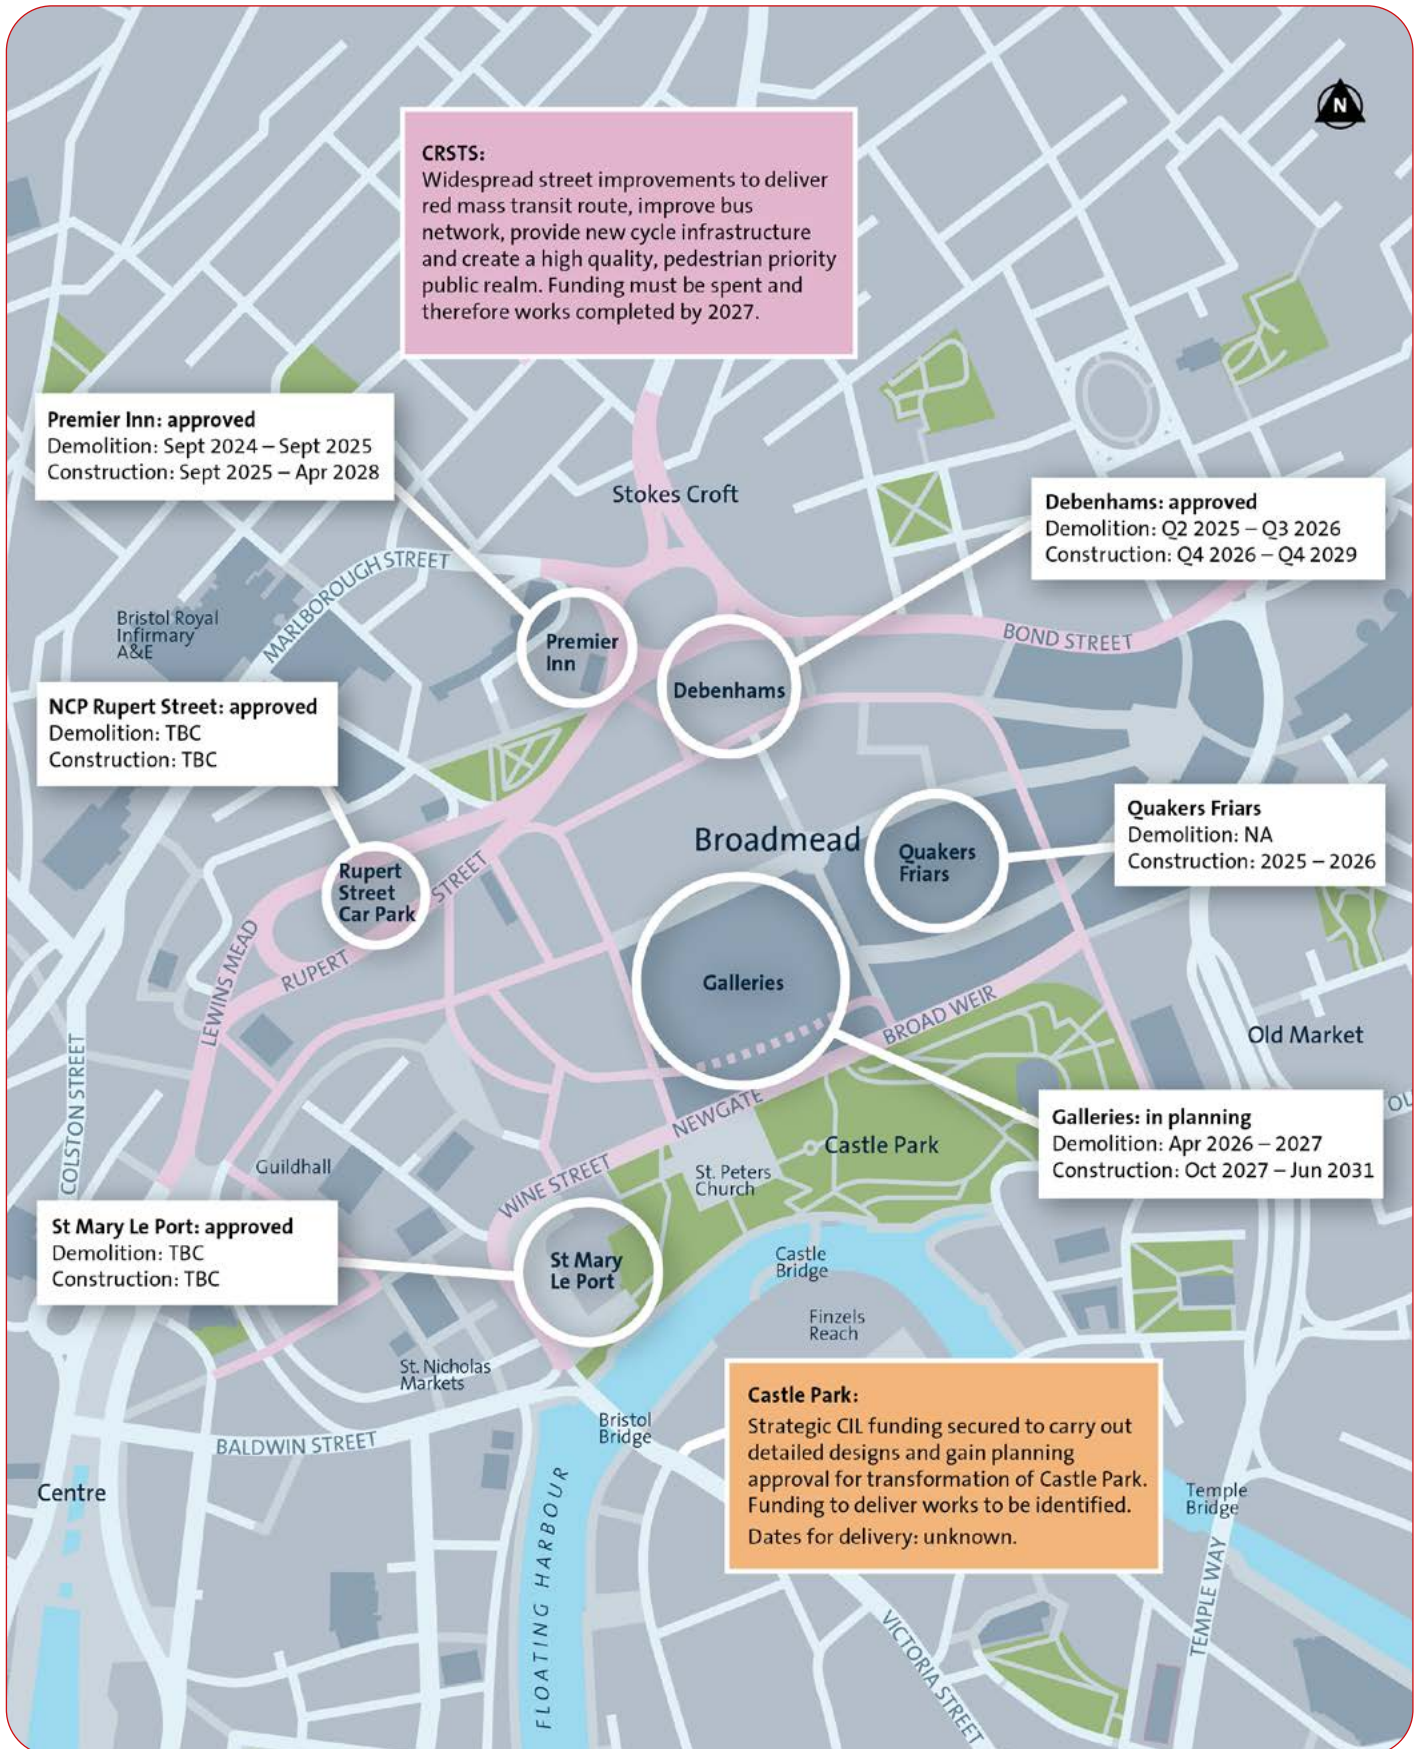 N
CRSTS:
Widespread street improvements to deliver
red mass transit route, improve bus
network, provide new cycle infrastructure
and create a high quality, pedestrian priority
public realm. Funding must be spent and
therefore works completed by 2027.
Premier Inn: approved
Demolition: Sept 2024 – Sept 2025
Construction: Sept 2025 – Apr 2028
Stokes Croft
Debenhams: approved
Demolition: Q2 2025 – Q3 2026
Construction: Q4 2026 – Q4 2029
MARLBOROUGH STREET
Bristol Royal
Infirmary
A&E
Premier
Inn
BOND STREET
Debenhams
NCP Rupert Street: approved
Demolition: TBC
Construction: TBC
Quakers Friars
Demolition: NA
Construction: 2025 – 2026
Broadmead
Quakers
Friars
Rupert
Street
Car Park
RUPERT STREET
LEWINS MEAD
Galleries
BROAD WEIR
Old Market
COLSTON STREET
NEWGATE
Galleries: in planning
Demolition: Apr 2026 – 2027
Construction: Oct 2027 – Jun 2031
OL
Castle Park
Guildhall
St. Peters
Church
WINE STREET
St Mary Le Port: approved
Demolition: TBC
Construction: TBC
St Mary
Le Port
Castle
Bridge
Finzels
Reach
St. Nicholas
Markets
Castle Park:
Strategic CIL funding secured to carry out
detailed designs and gain planning
approval for transformation of Castle Park.
Funding to deliver works to be identified.
Dates for delivery: unknown.
Bristol
Bridge
BALDWIN STREET
Centre
Temple
Bridge
FLOATING HARBOUR
TEMPLE WAY
VICTORIA STREET